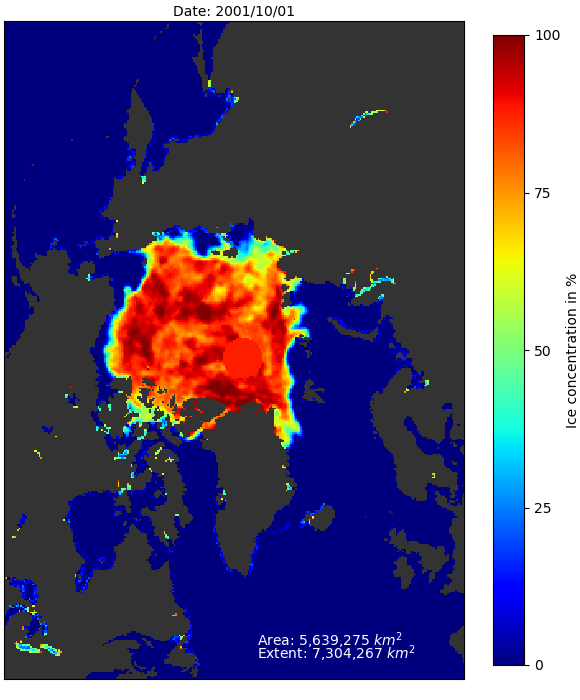 Date: 2001/10/01
100
75
50
25
0
Ice concentration in %
Area: 5,639,275 km²
Extent: 7,304,267 km²